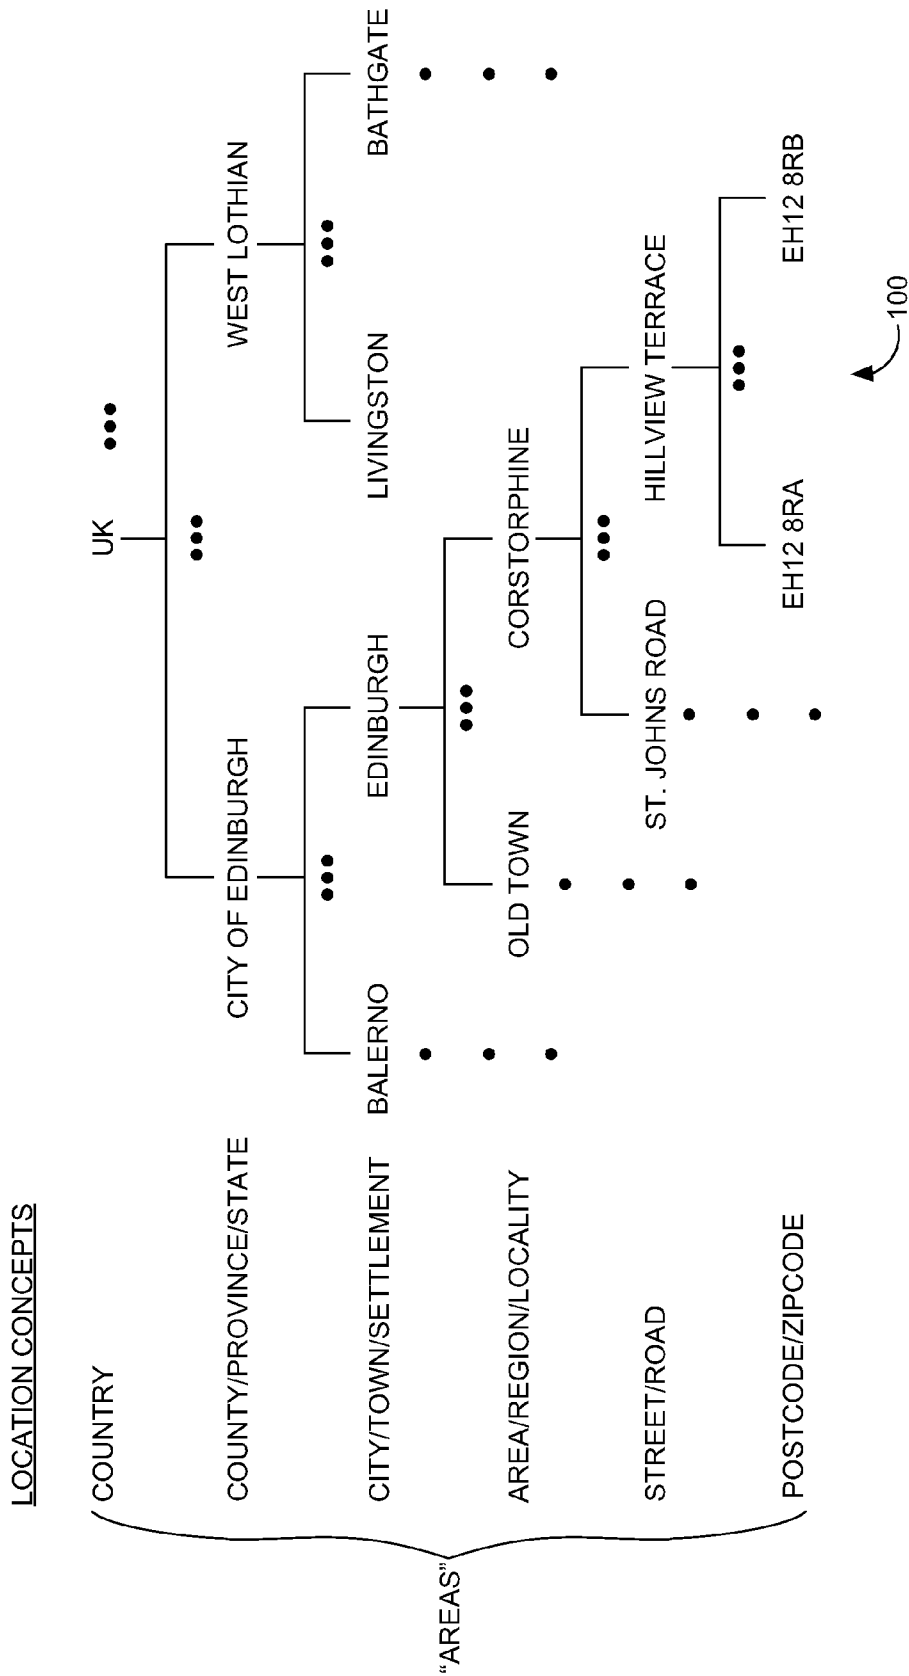 LOCATION CONCEPTS
COUNTRY
UK
COUNTY/PROVINCE/STATE
CITY OF EDINBURGH
WEST LOTHIAN
CITY/TOWN/SETTLEMENT
BALERNO
EDINBURGH
LIVINGSTON
BATHGATE
"AREAS"
AREA/REGION/LOCALITY
OLD TOWN
CORSTORPHINE
STREET/ROAD
ST. JOHNS ROAD
HILLVIEW TERRACE
POSTCODE/ZIPCODE
EH12 8RA
EH12 8RB
100